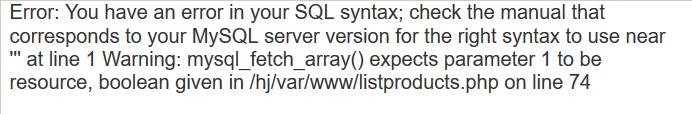 Error: You have an error in your SQL syntax; check the manual that
corresponds to your MySQL server version for the right syntax to use near
''' at line 1 Warning: mysql_fetch_array() expects parameter 1 to be
resource, boolean given in /hj/var/www/listproducts.php on line 74